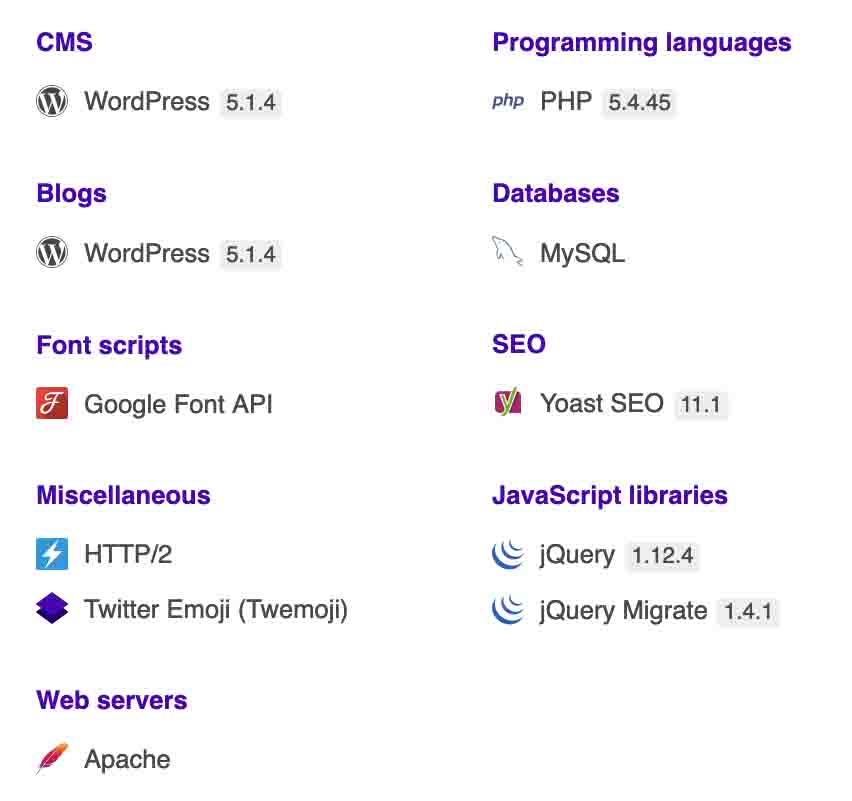 CMS
WordPress 5.1.4
Blogs
WordPress 5.1.4
Font scripts
Google Font API
Miscellaneous
HTTP/2
Twitter Emoji (Twemoji)
Web servers
Apache
Programming languages
php PHP 5.4.45
Databases
MySQL
SEO
Yoast SEO 11.1
JavaScript libraries
jQuery 1.12.4
jQuery Migrate 1.4.1